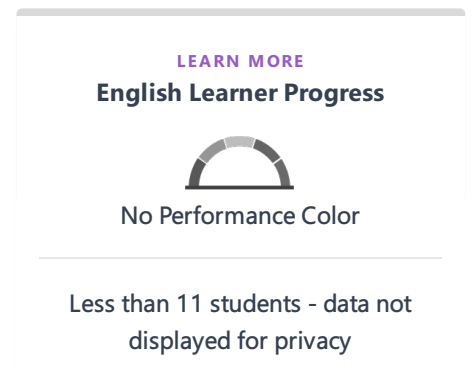 LEARN MORE
English Learner Progress
No Performance Color
Less than 11 students - data not
displayed for privacy